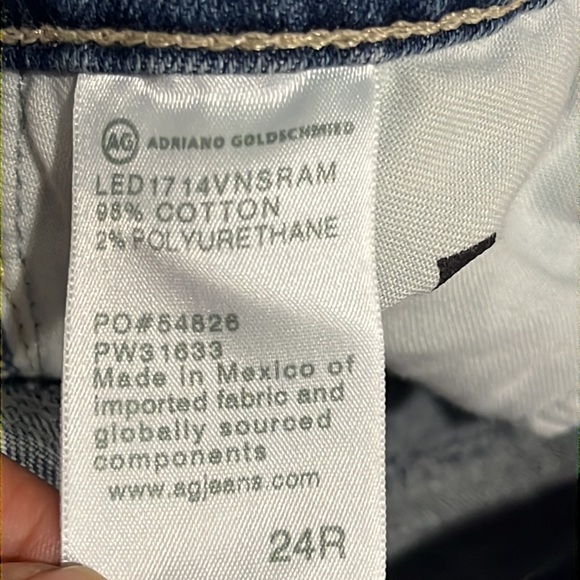 AG ADRIANO GOLDSCHMIED
LED1714VNSRAM
98% COTTON
2% POLYURETHANE
PO#54826
PW31633
Made in Mexico of
imported fabric and
globally sourced
components
www.agjeans.com
24R